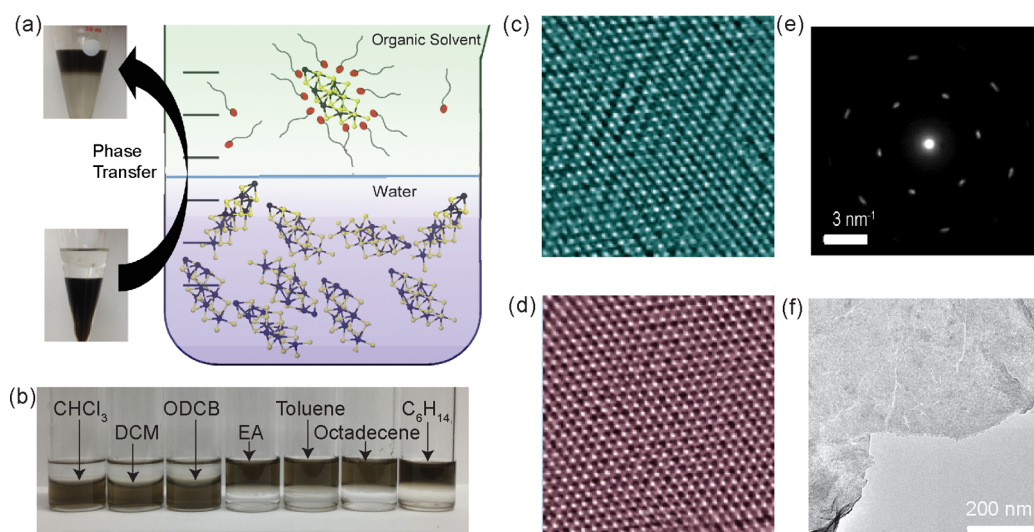 (a)
Organic Solvent
Phase
Transfer
Water
(b)
CHCl₃
DCM
ODCB
EA
Toluene
Octadecene
C₆H₁₄
(c)
(d)
(e)
3 nm⁻¹
(f)
200 nm